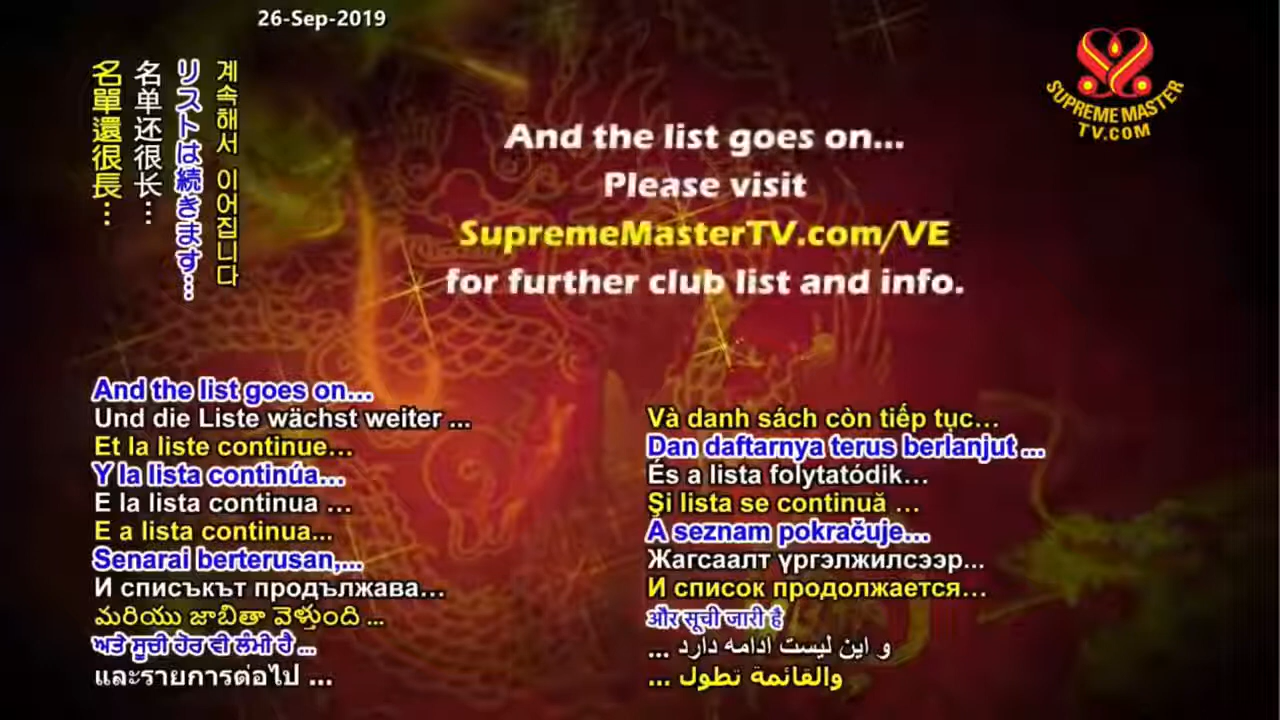 26-Sep-2019
SUPREME MASTER
TV.COM
계속해서 이어집니다
リストは続きます…
名单还很长…
名單還很長…
And the list goes on...
Please visit
SupremeMasterTV.com/VE
for further club list and info.
And the list goes on...
Und die Liste wächst weiter ...
Et la liste continue…
Y la lista continúa...
E la lista continua …
E a lista continua...
Senarai berterusan,...
И списъкът продължава…
మరియు జాబితా వెళ్తుంది ...
ਅਤੇ ਸੂਚੀ ਹੋਰ ਵੀ ਲੰਮੀ ਹੈ ...
และรายการต่อไป ...
Và danh sách còn tiếp tục…
Dan daftarnya terus berlanjut ...
És a lista folytatódik…
Şi lista se continuă …
A seznam pokračuje...
Жагсаалт үргэлжилсээр...
И список продолжается…
और सूची जारी है
و این لیست ادامه دارد ...
والقائمة تطول ...